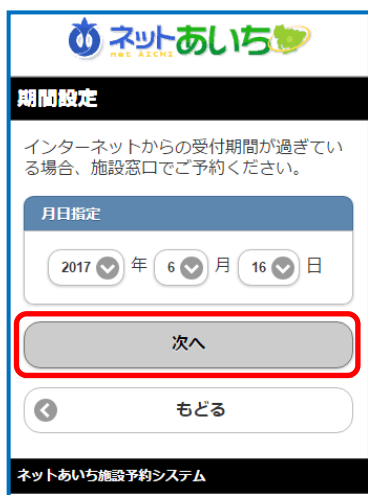 ネットあいち
net AICHI
期間設定
インターネットからの受付期間が過ぎてい
る場合、施設窓口でご予約ください。
月日指定
2017 年 6 月 16 日
次へ
もどる
ネットあいち施設予約システム